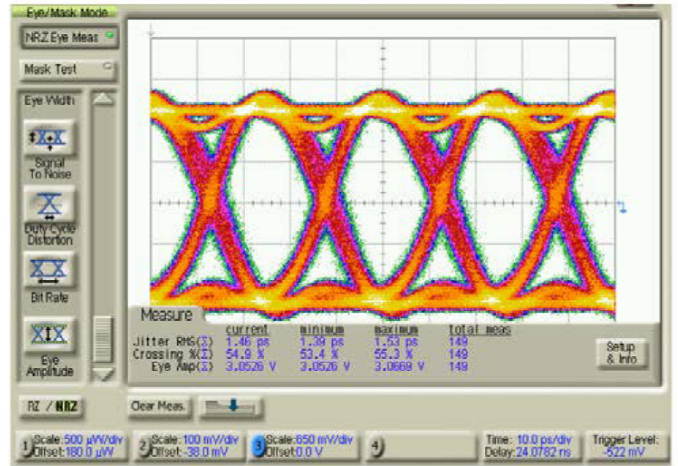 Eye/Mask Mode
NRZ Eye Meas
Mask Test
Eye Width
Signal
To Noise
Duty Cycle
Distortion
Bit Rate
Eye
Amplitude
Measure
current minimum maximum total meas
Jitter RMS(Σ) 1.46 ps 1.39 ps 1.53 ps 149
Crossing %(Σ) 54.9 % 53.4 % 55.3 % 149
Eye Amp(Σ) 3.0526 V 3.0526 V 3.0669 V 149
Setup
& Info
RZ / NRZ
Clear Meas.
1) Scale:500 µW/div
Offset:180.0 µW
2) Scale:100 mV/div
Offset:-38.0 mV
3) Scale:650 mV/div
Offset:0.0 V
4)
Time: 10.0 ps/div
Delay:24.0782 ns
Trigger Level:
-522 mV